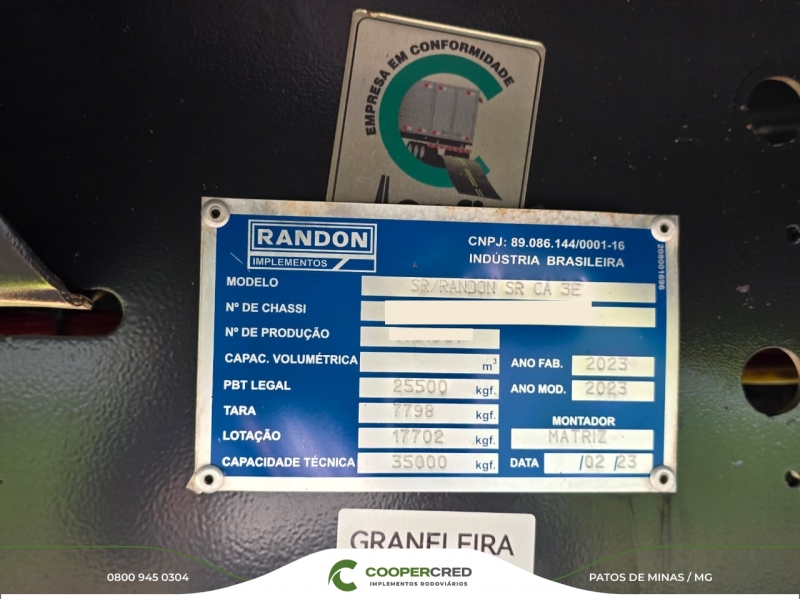 EMPRESA EM CONFORMIDADE
RANDON
IMPLEMENTOS
CNPJ: 89.086.144/0001-16
INDÚSTRIA BRASILEIRA
208001696
MODELO SR/RANDON SR CA 3E
Nº DE CHASSI
Nº DE PRODUÇÃO
CAPAC. VOLUMÉTRICA m³ ANO FAB. 2023
PBT LEGAL 25500 kgf. ANO MOD. 2023
TARA 7798 kgf. MONTADOR
LOTAÇÃO 17702 kgf. MATRIZ
CAPACIDADE TÉCNICA 35000 kgf. DATA /02 /23
GRANELEIRA
0800 945 0304
COOPERCRED
IMPLEMENTOS RODOVIÁRIOS
PATOS DE MINAS / MG